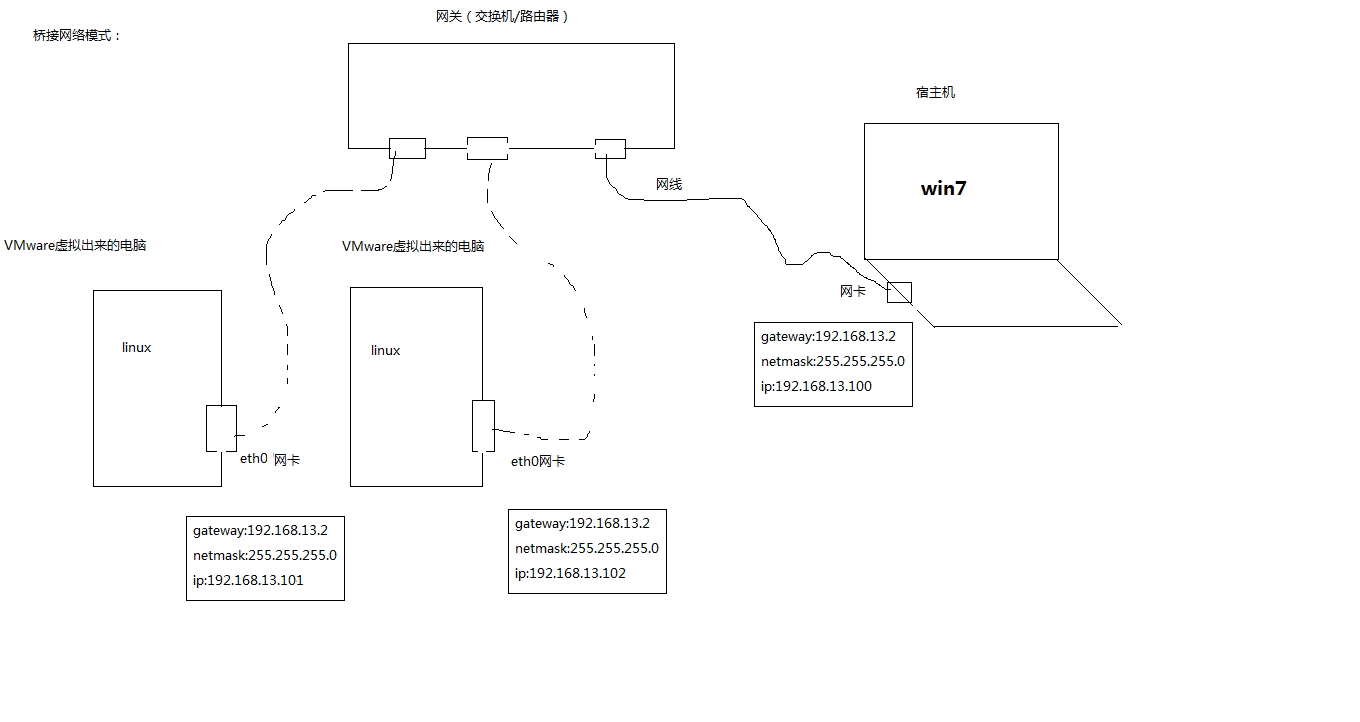 网关（交换机/路由器）
桥接网络模式：
宿主机
win7
网线
VMware虚拟出来的电脑
VMware虚拟出来的电脑
网卡
linux
linux
gateway:192.168.13.2
netmask:255.255.255.0
ip:192.168.13.100
eth0 网卡
eth0网卡
gateway:192.168.13.2
netmask:255.255.255.0
ip:192.168.13.101
gateway:192.168.13.2
netmask:255.255.255.0
ip:192.168.13.102